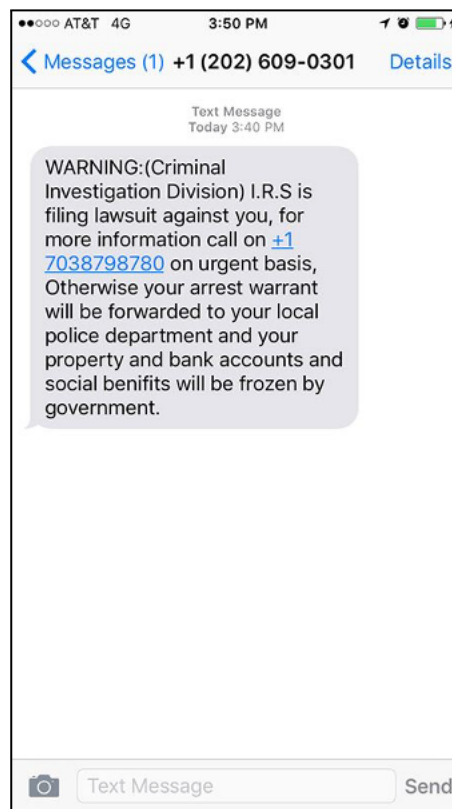 AT&T 4G 3:50 PM
Messages (1) +1 (202) 609-0301 Details
Text Message
Today 3:40 PM
WARNING:(Criminal
Investigation Division) I.R.S is
filing lawsuit against you, for
more information call on +1
7038798780 on urgent basis,
Otherwise your arrest warrant
will be forwarded to your local
police department and your
property and bank accounts and
social benifits will be frozen by
government.
Text Message Send